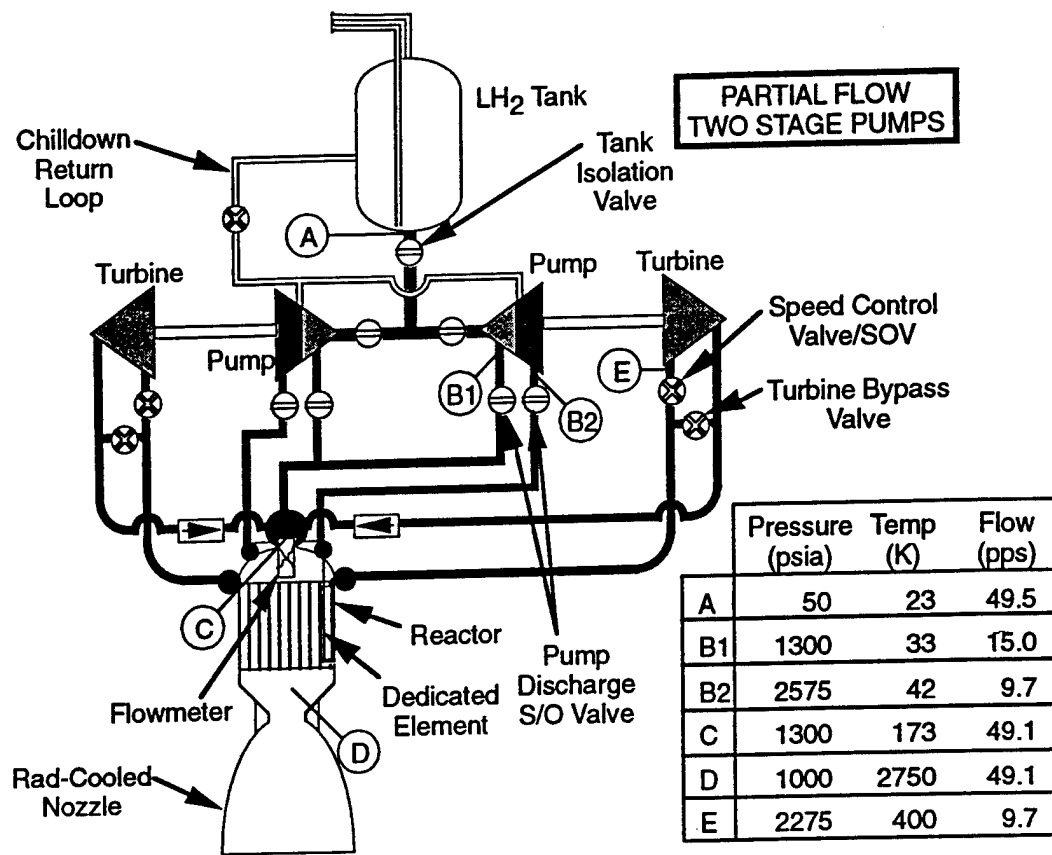 LH2 Tank
PARTIAL FLOW
TWO STAGE PUMPS
Chilldown
Return
Loop
Tank
Isolation
Valve
A
Turbine
Pump
Turbine
Pump
Speed Control
Valve/SOV
E
B1
B2
Turbine Bypass
Valve
C
Reactor
Flowmeter
Dedicated
Element
Pump
Discharge
S/O Valve
D
Rad-Cooled
Nozzle
Pressure Temp Flow
(psia) (K) (pps)
A 50 23 49.5
B1 1300 33 15.0
B2 2575 42 9.7
C 1300 173 49.1
D 1000 2750 49.1
E 2275 400 9.7